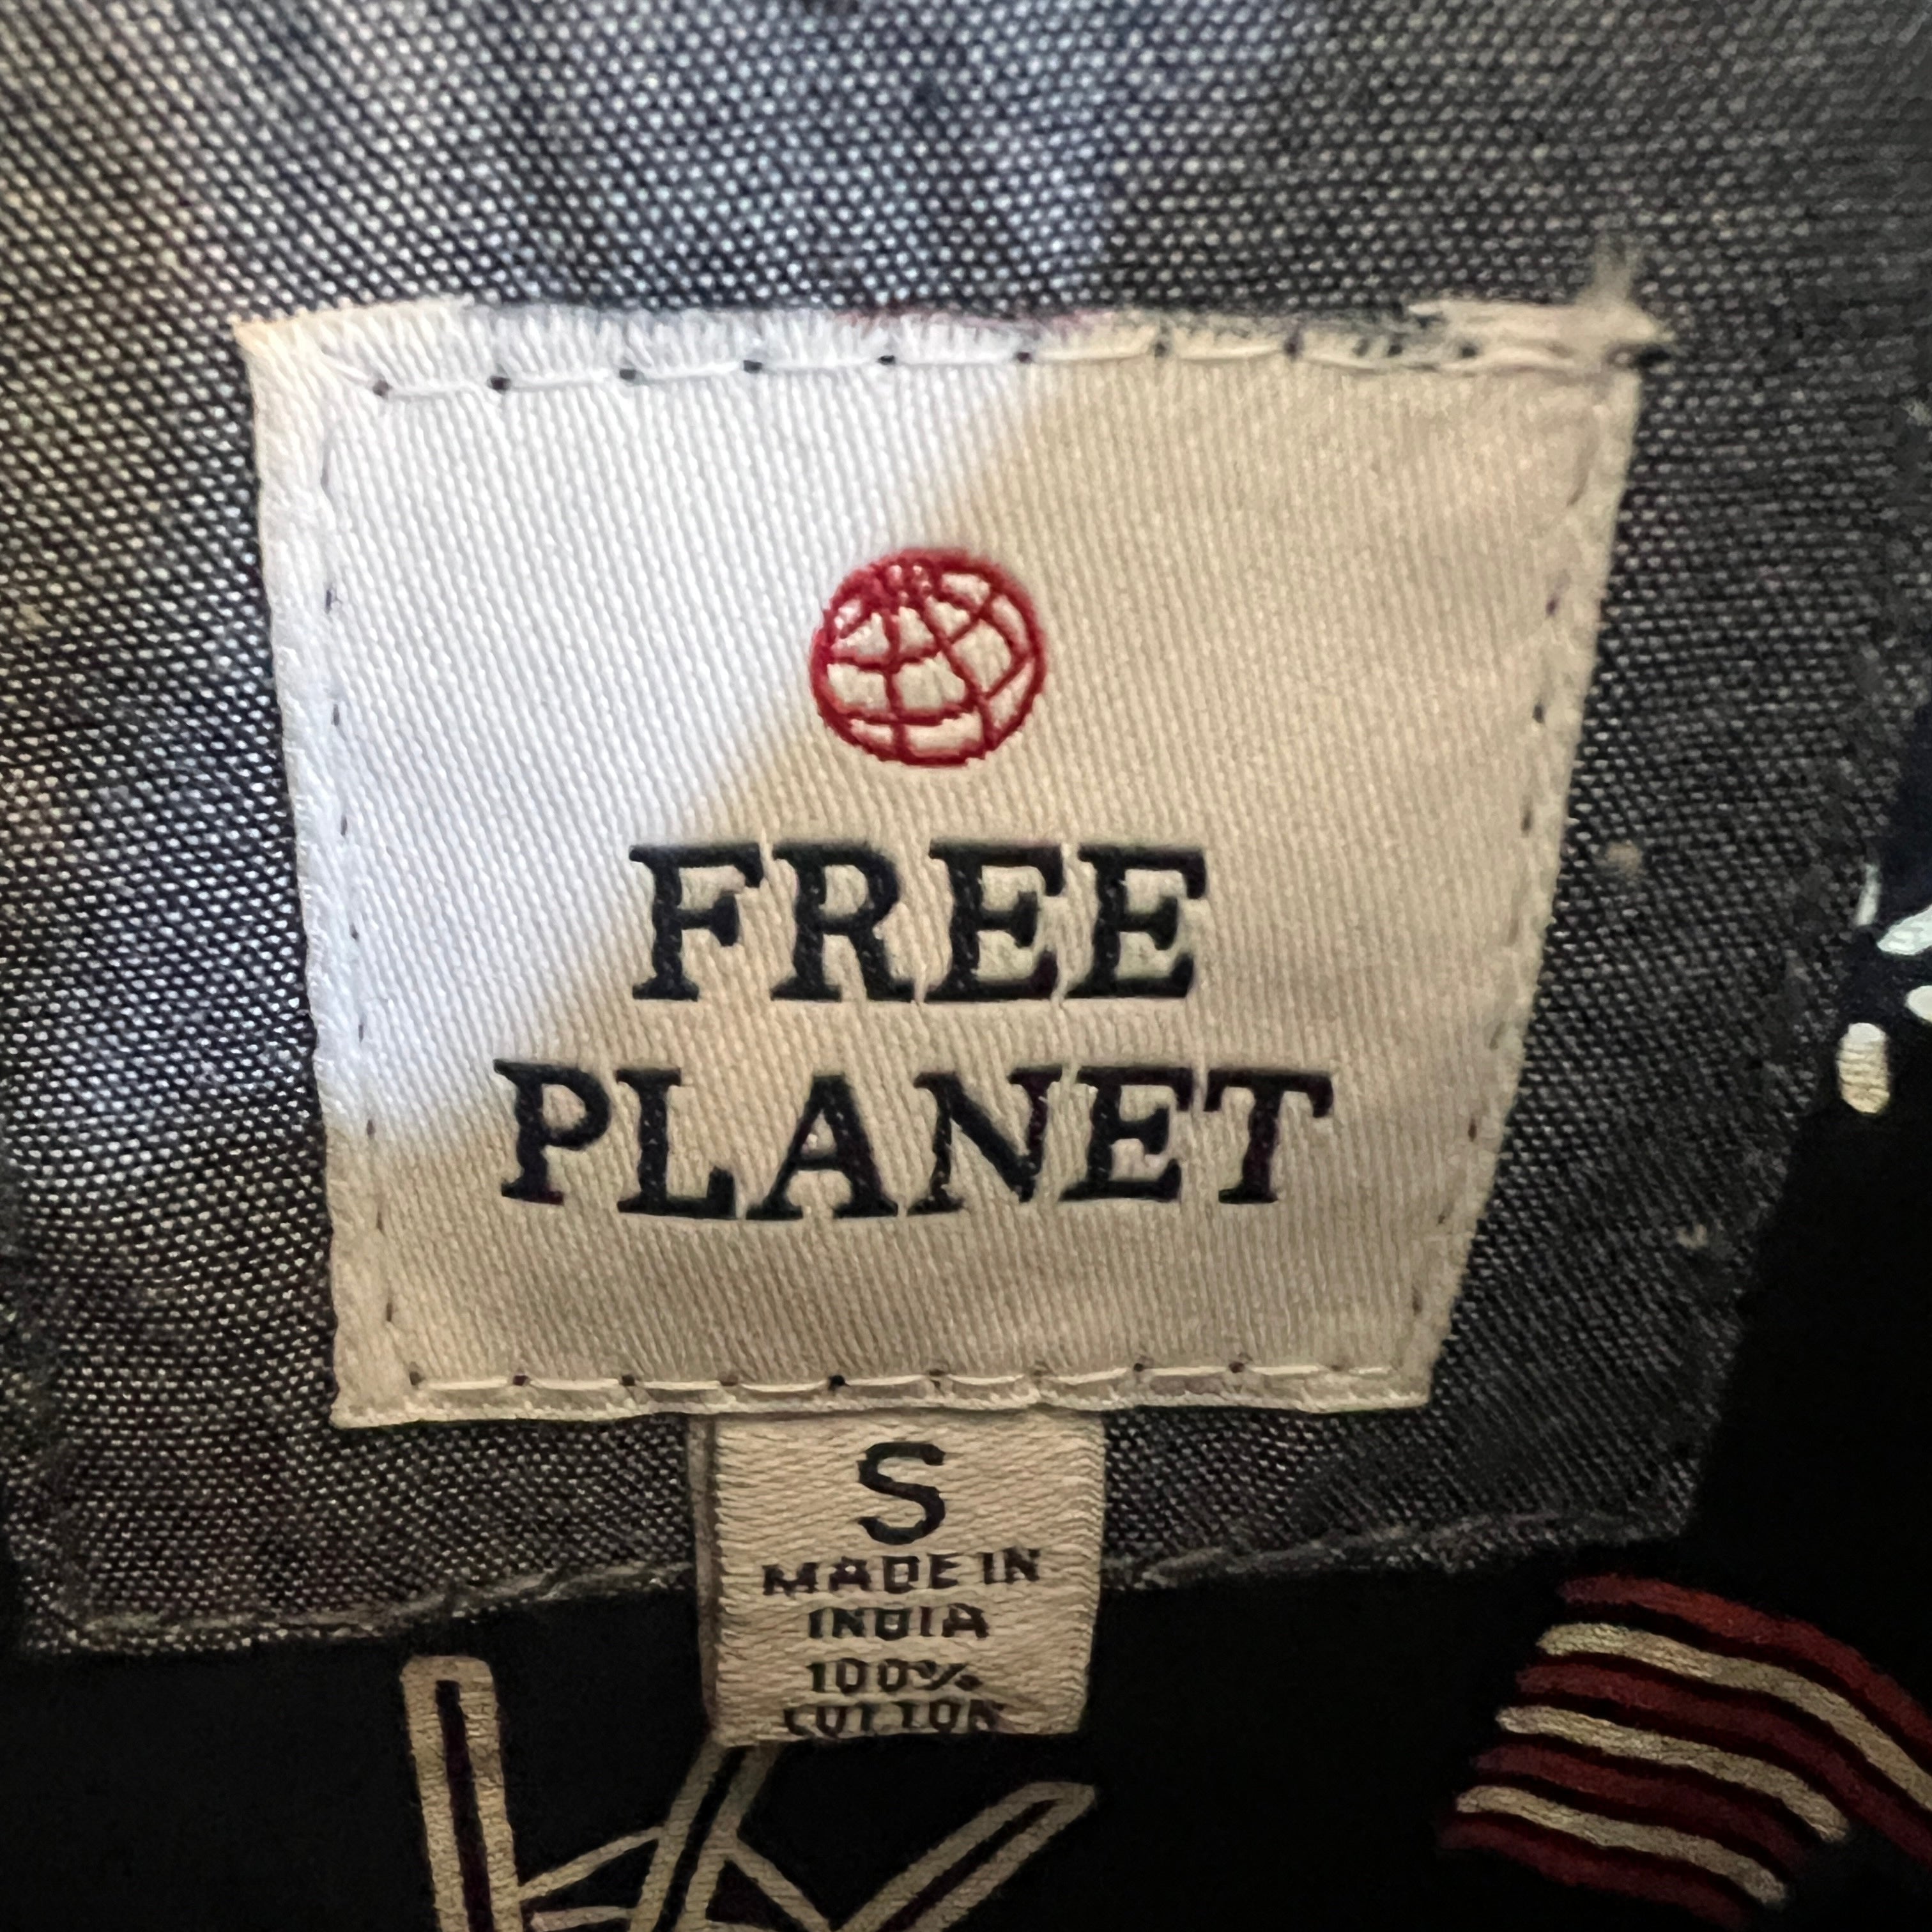 FREE
PLANET
S
MADE IN
INDIA
100%
COTTON